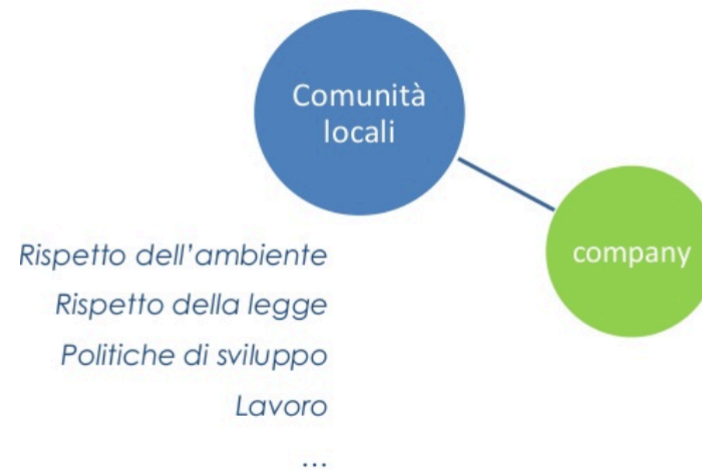 Comunità
locali
company
Rispetto dell’ambiente
Rispetto della legge
Politiche di sviluppo
Lavoro
...